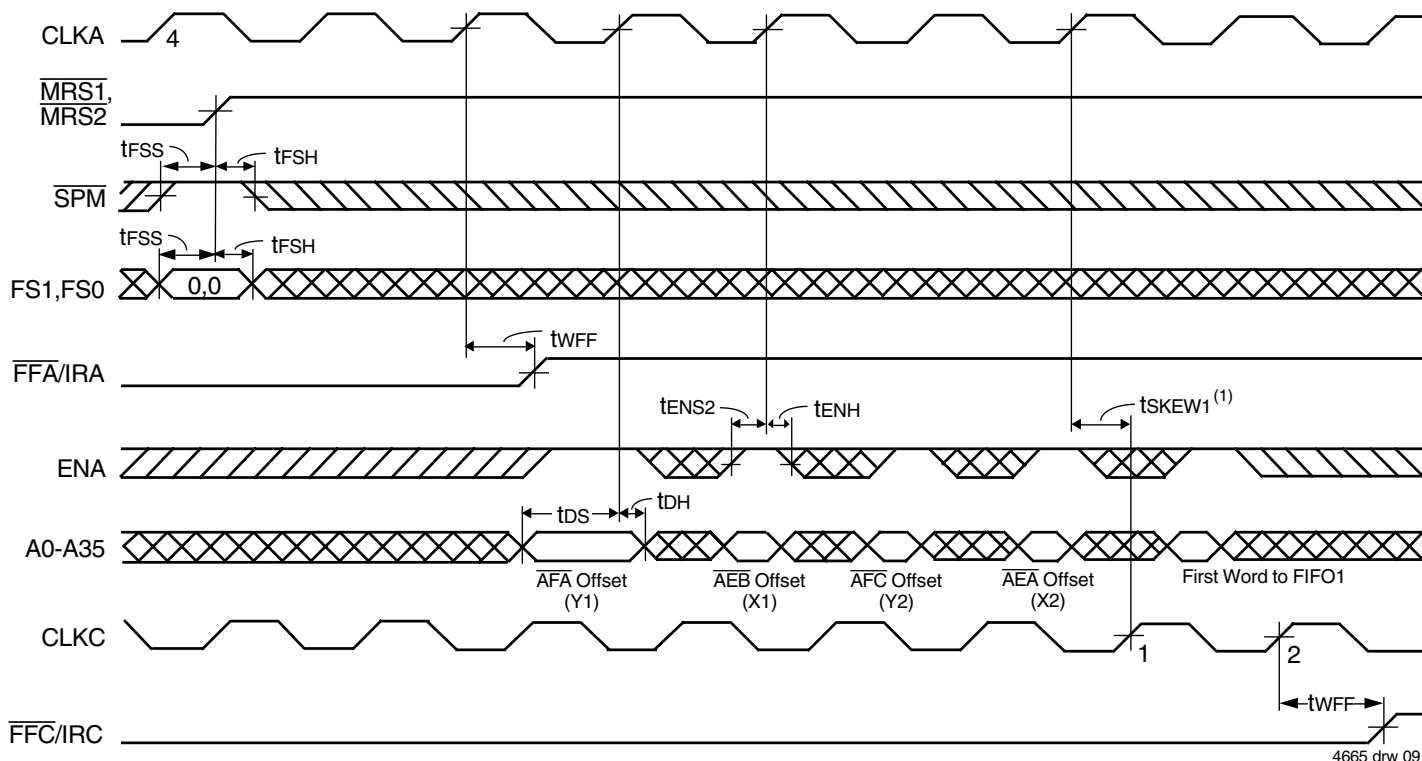 CLKA
4
MRS1,
MRS2
tFSS
tFSH
SPM
tFSS
tFSH
FS1,FS0
0,0
tWFF
FFA/IRA
tENS2
tENH
tSKEW1(1)
ENA
tDS
tDH
A0-A35
AFA Offset
(Y1)
AEB Offset
(X1)
AFC Offset
(Y2)
AEA Offset
(X2)
First Word to FIFO1
CLKC
1
2
tWFF
FFC/IRC
4665 drw 09